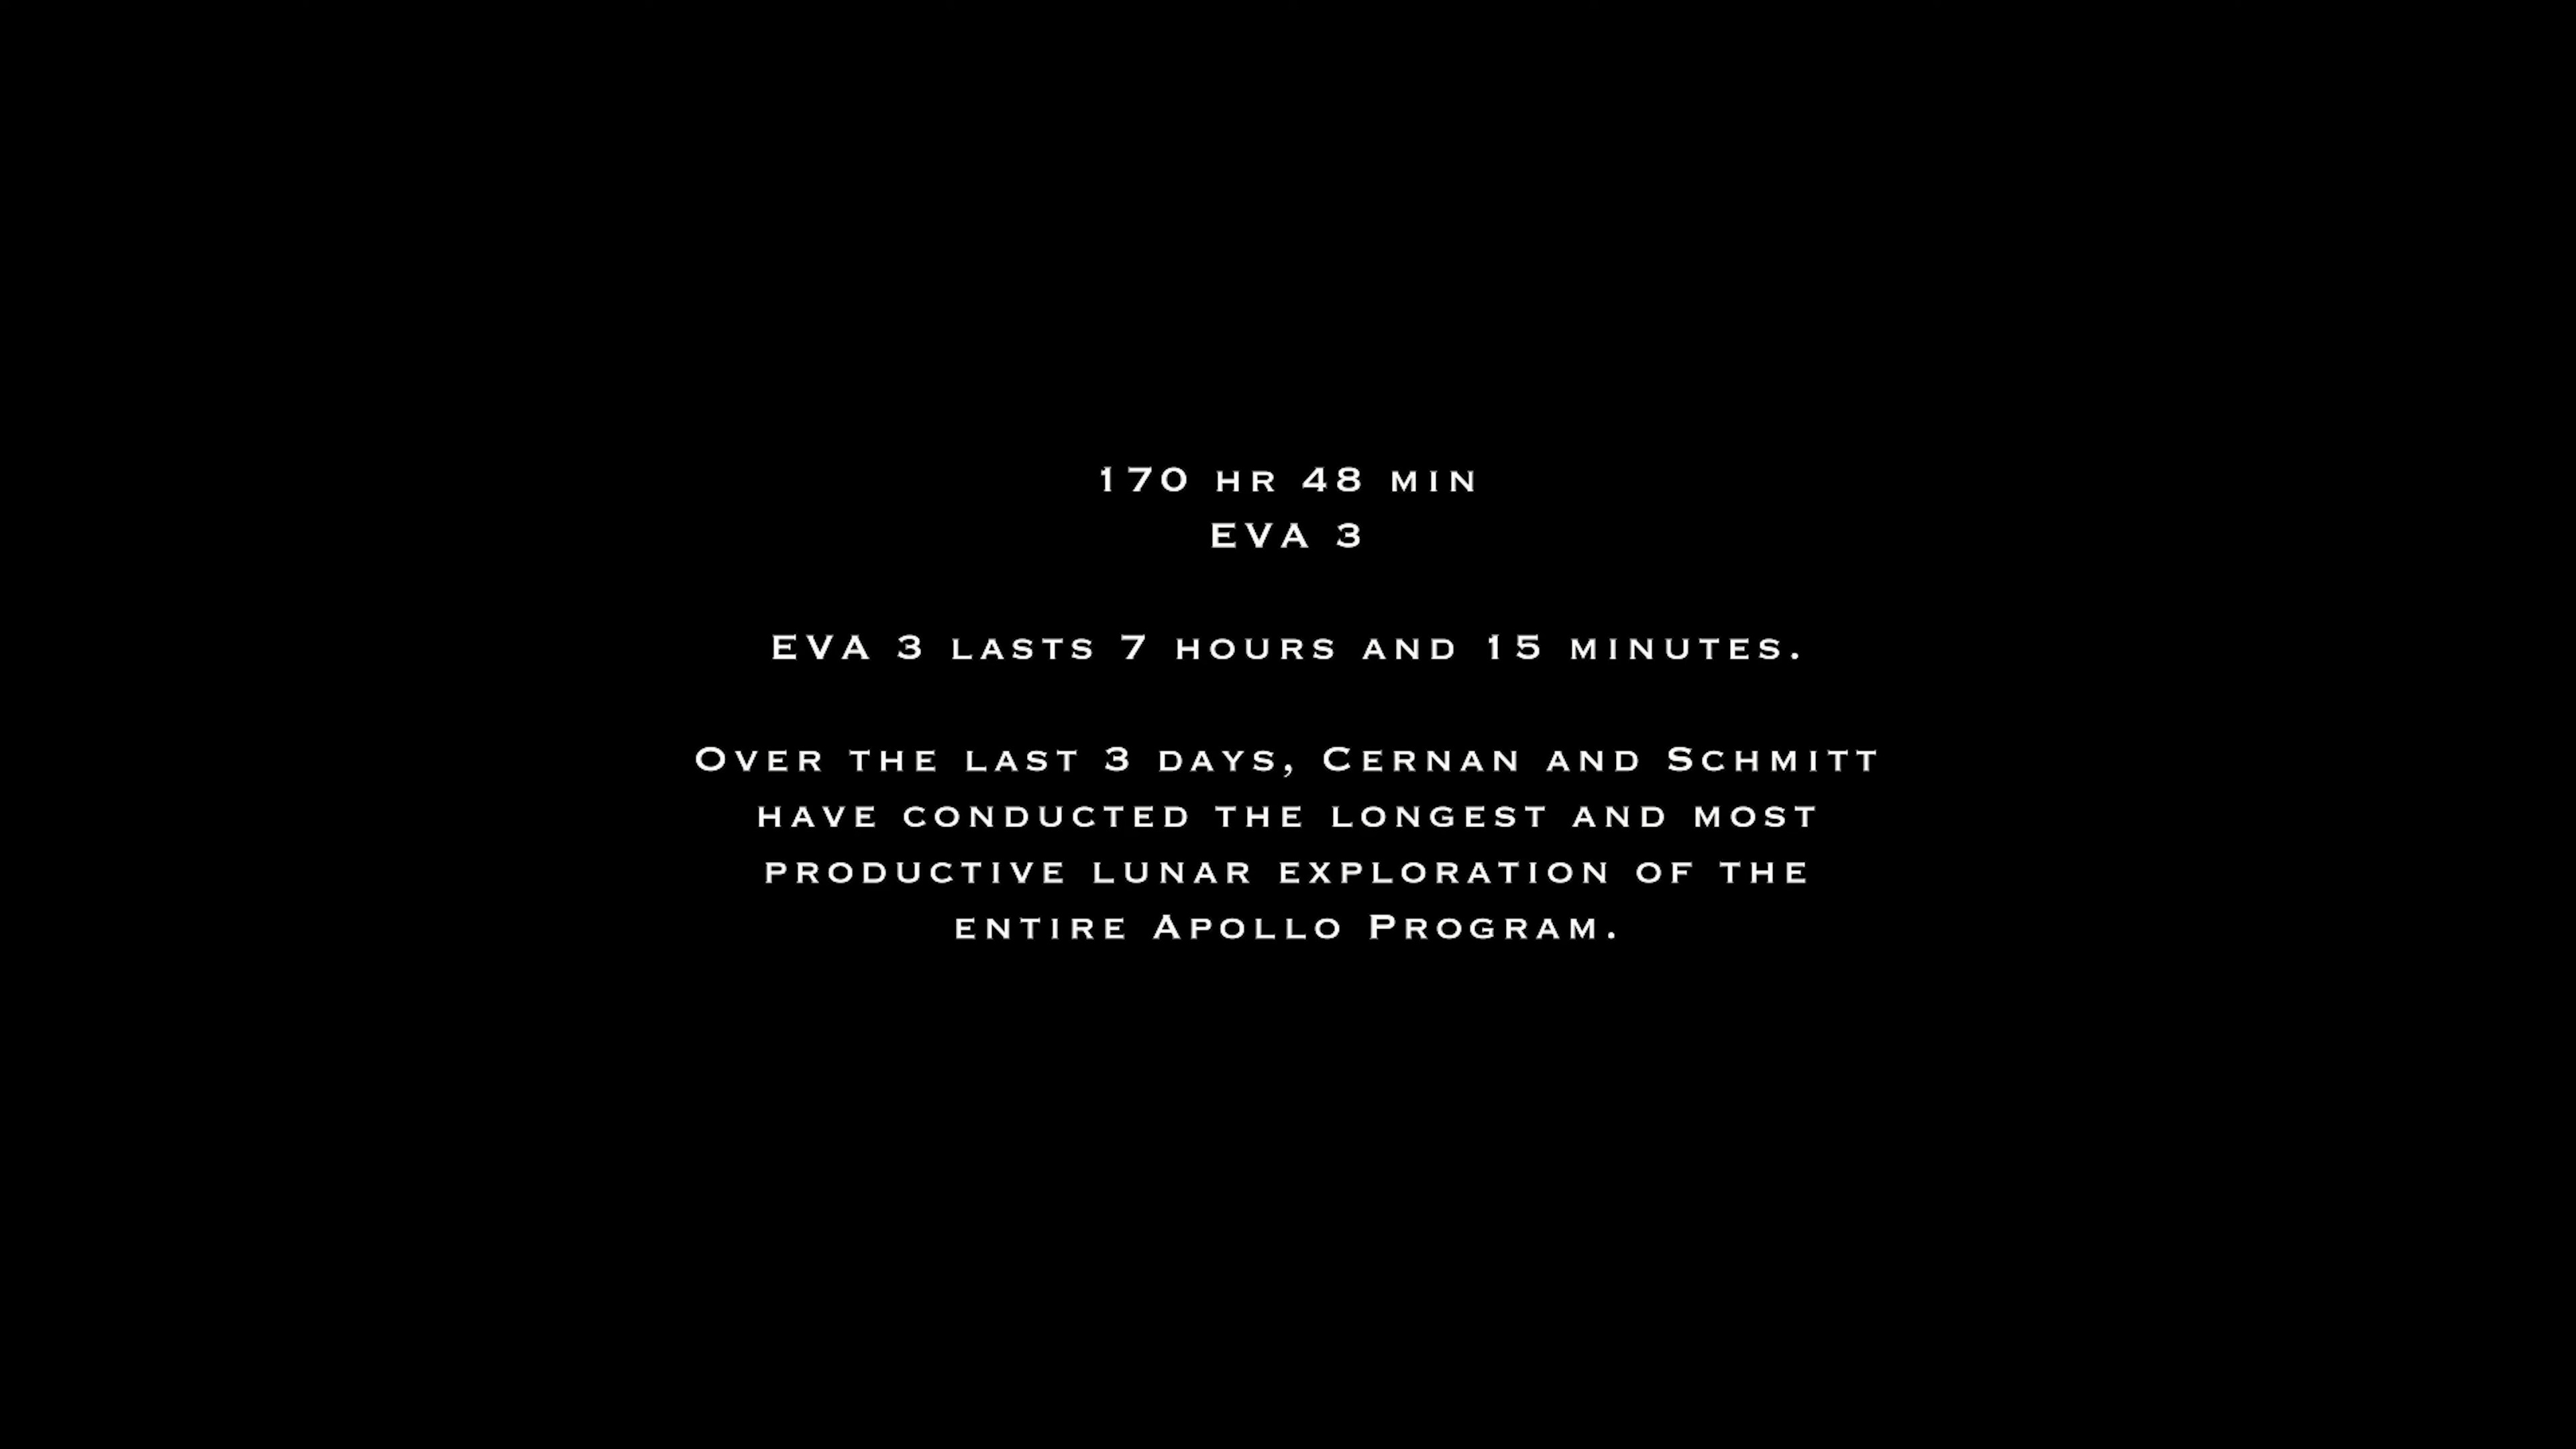 170 hr 48 min
EVA 3
EVA 3 lasts 7 hours and 15 minutes.
Over the last 3 days, Cernan and Schmitt
have conducted the longest and most
productive lunar exploration of the
entire Apollo Program.